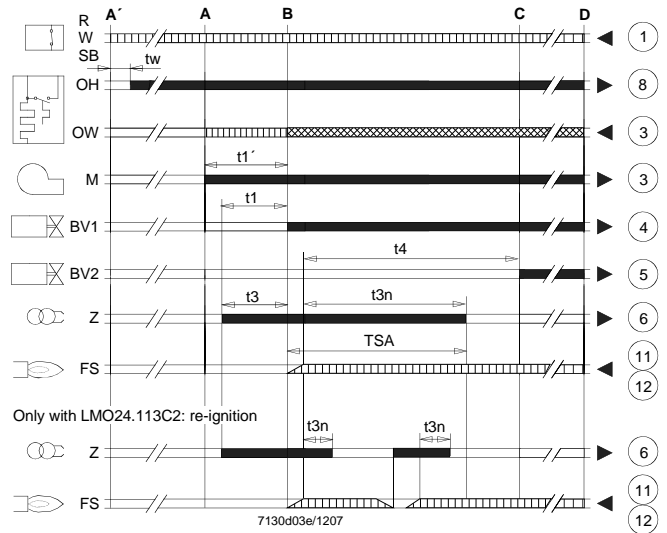 R A´ A B C D
W 1
SB tw
OH 8
OW 3
t1´
M 3
t1
BV1 4
t4
BV2 5
t3 t3n
Z 6
TSA
FS 11
12
Only with LMO24.113C2: re-ignition
t3n t3n
Z 6
FS 11
12
7130d03e/1207